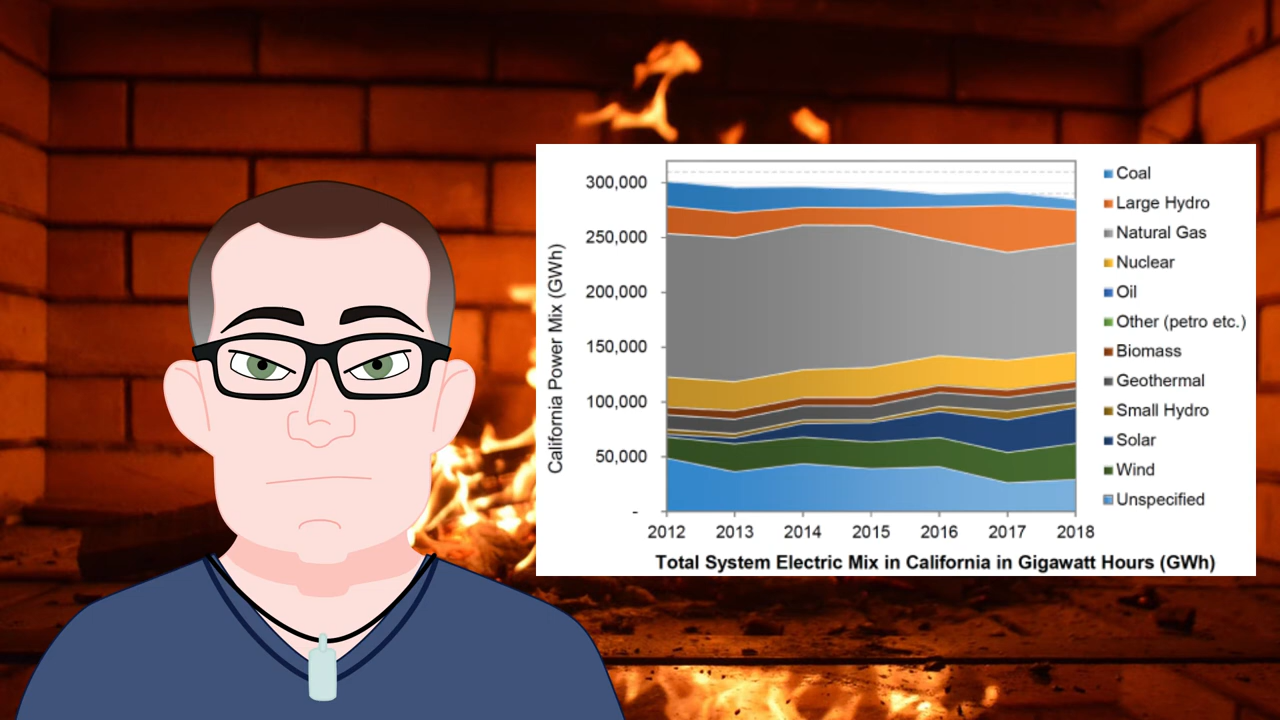 300,000
250,000
200,000
150,000
100,000
50,000
-
California Power Mix (GWh)
2012 2013 2014 2015 2016 2017 2018
Total System Electric Mix in California in Gigawatt Hours (GWh)
Coal
Large Hydro
Natural Gas
Nuclear
Oil
Other (petro etc.)
Biomass
Geothermal
Small Hydro
Solar
Wind
Unspecified